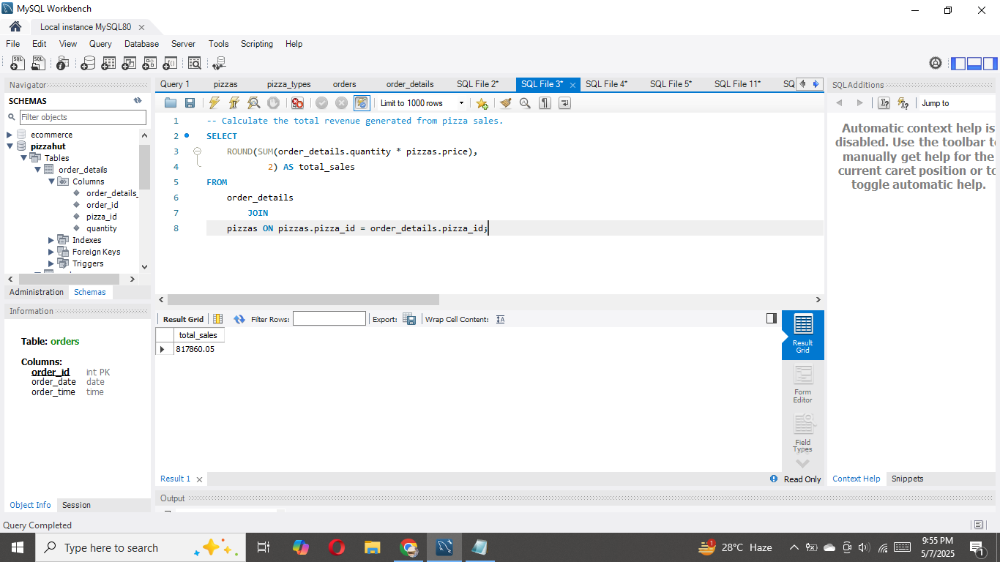 MySQL Workbench
Local instance MySQL80
File Edit View Query Database Server Tools Scripting Help
Navigator
SCHEMAS
Filter objects
ecommerce
pizzahut
Tables
order_details
Columns
order_details_
order_id
pizza_id
quantity
Indexes
Foreign Keys
Triggers
Administration Schemas
Information
Table: orders
Columns:
order_id int PK
order_date date
order_time time
Object Info Session
Query 1 pizzas pizza_types orders order_details SQL File 2* SQL File 3* SQL File 4* SQL File 5* SQL File 11* SQ
Limit to 1000 rows
1 -- Calculate the total revenue generated from pizza sales.
2 SELECT
3 ROUND(SUM(order_details.quantity * pizzas.price),
4 2) AS total_sales
5 FROM
6 order_details
7 JOIN
8 pizzas ON pizzas.pizza_id = order_details.pizza_id;
Result Grid Filter Rows: Export: Wrap Cell Content:
total_sales
817860.05
Result Grid
Form Editor
Field Types
Result 1
Read Only
Output
SQLAdditions
Jump to
Automatic context help is
disabled. Use the toolbar to
manually get help for the
current caret position or to
toggle automatic help.
Context Help Snippets
Query Completed
Type here to search
28°C Haze
9:55 PM
5/7/2025